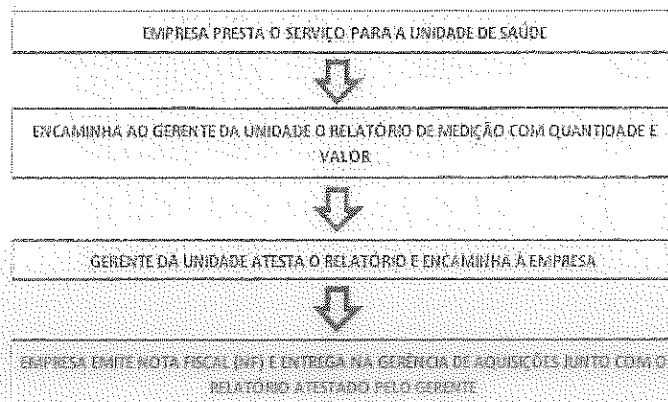 EMPRESA PRESTA O SERVIÇO PARA A UNIDADE DE SAÚDE
ENCAMINHA AO GERENTE DA UNIDADE O RELATÓRIO DE MEDIÇÃO COM QUANTIDADE E
VALOR
GERENTE DA UNIDADE ATESTA O RELATÓRIO E ENCAMINHA À EMPRESA
EMPRESA EMITE NOTA FISCAL (NF) E ENTREGA NA GERÊNCIA DE AQUISIÇÕES JUNTO COM O
RELATÓRIO ATESTADO PELO GERENTE